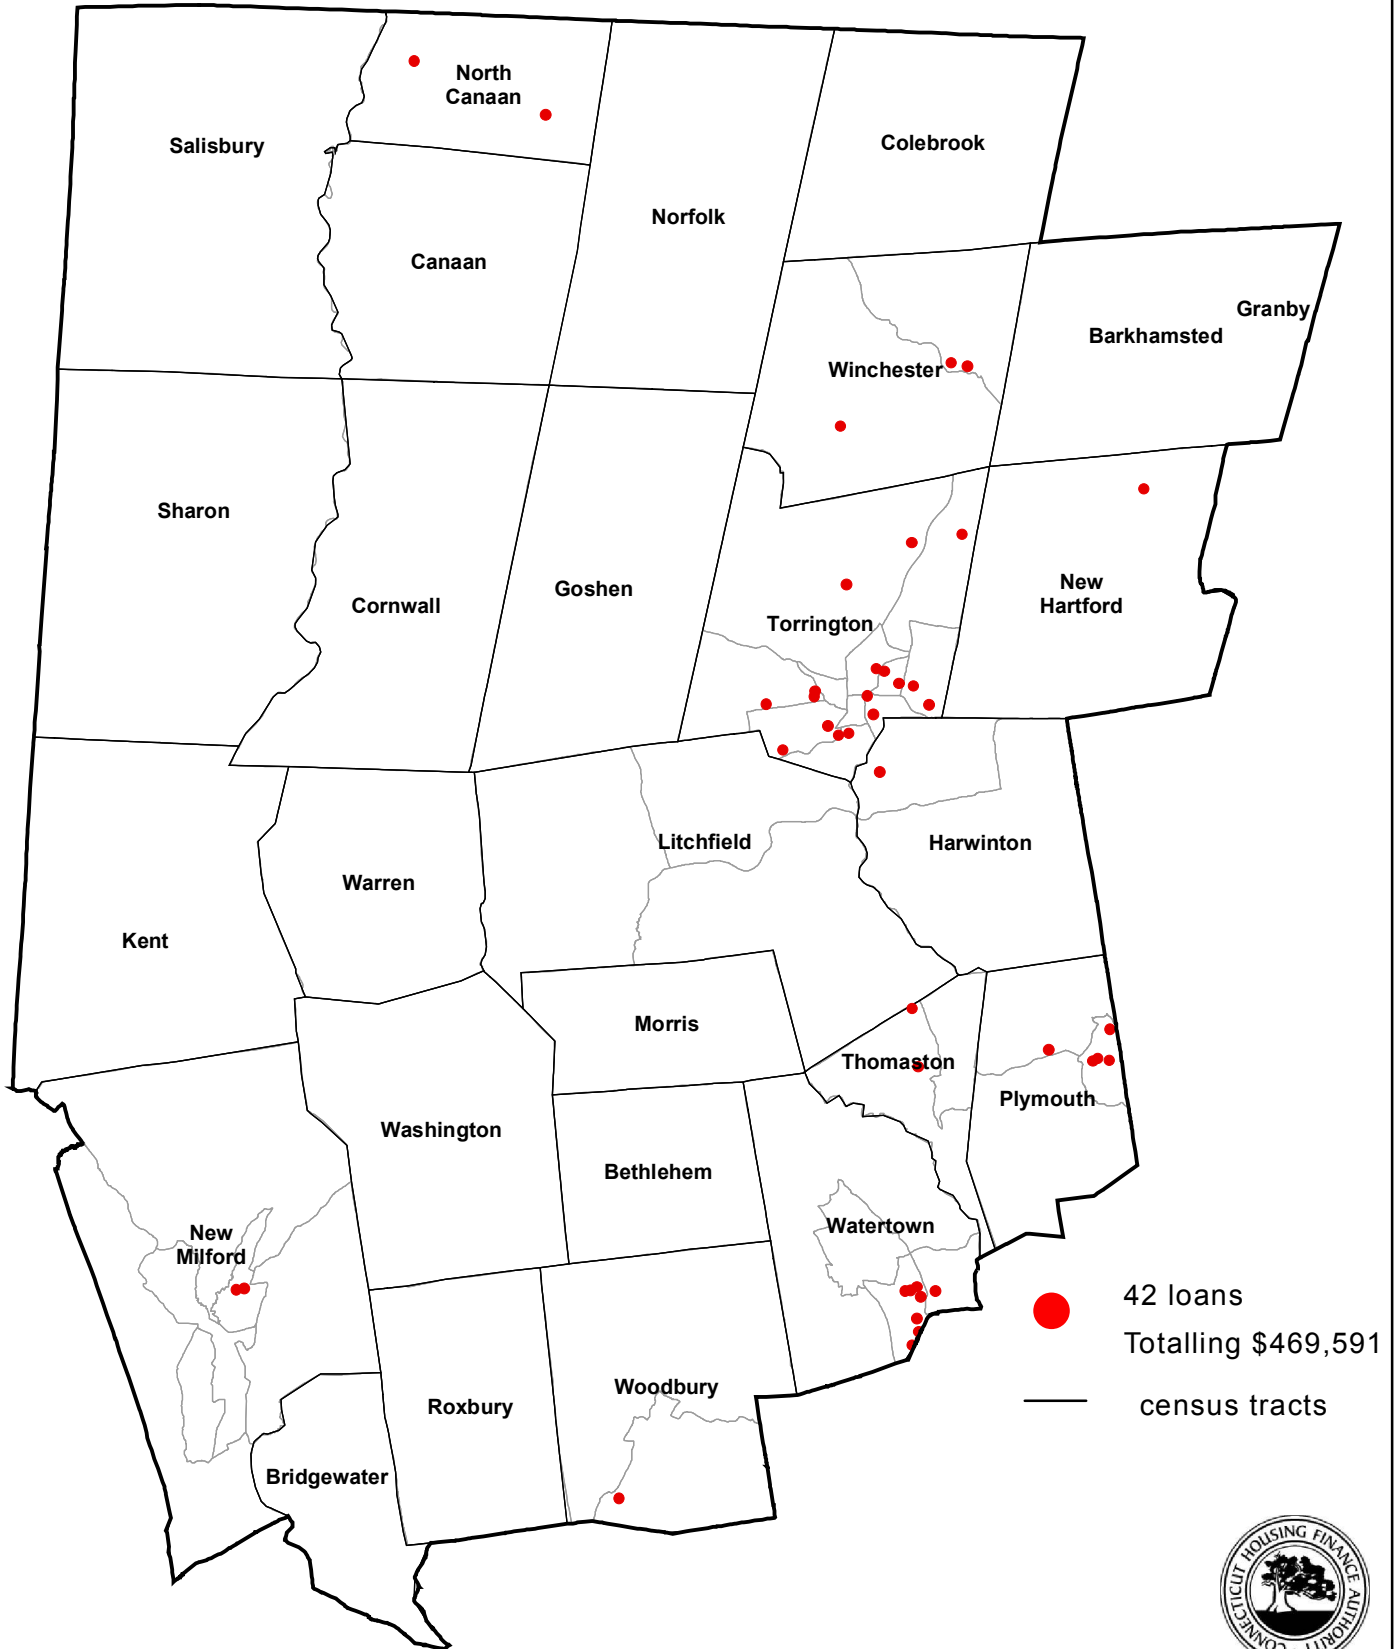 North
Canaan
Salisbury
Colebrook
Norfolk
Canaan
Granby
Barkhamsted
Winchester
Sharon
New
Hartford
Goshen
Cornwall
Torrington
Litchfield
Harwinton
Warren
Kent
Morris
Thomaston
Plymouth
Washington
Bethlehem
Watertown
New
Milford
42 loans
Totalling $469,591
census tracts
Woodbury
Roxbury
Bridgewater
CONNECTICUT HOUSING FINANCE AUTHORITY